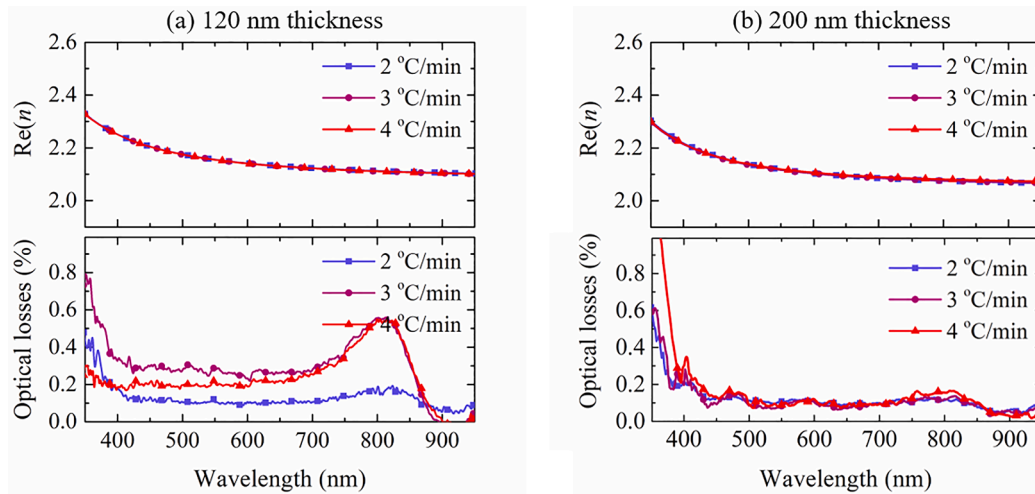 (a) 120 nm thickness
2.6
2.4
2.2
2.0
Re(n)
2 °C/min
3 °C/min
4 °C/min
0.8
0.6
0.4
0.2
0.0
Optical losses (%)
2 °C/min
3 °C/min
4 °C/min
400 500 600 700 800 900
Wavelength (nm)
(b) 200 nm thickness
2.6
2.4
2.2
2.0
Re(n)
2 °C/min
3 °C/min
4 °C/min
0.8
0.6
0.4
0.2
0.0
Optical losses (%)
2 °C/min
3 °C/min
4 °C/min
400 500 600 700 800 900
Wavelength (nm)